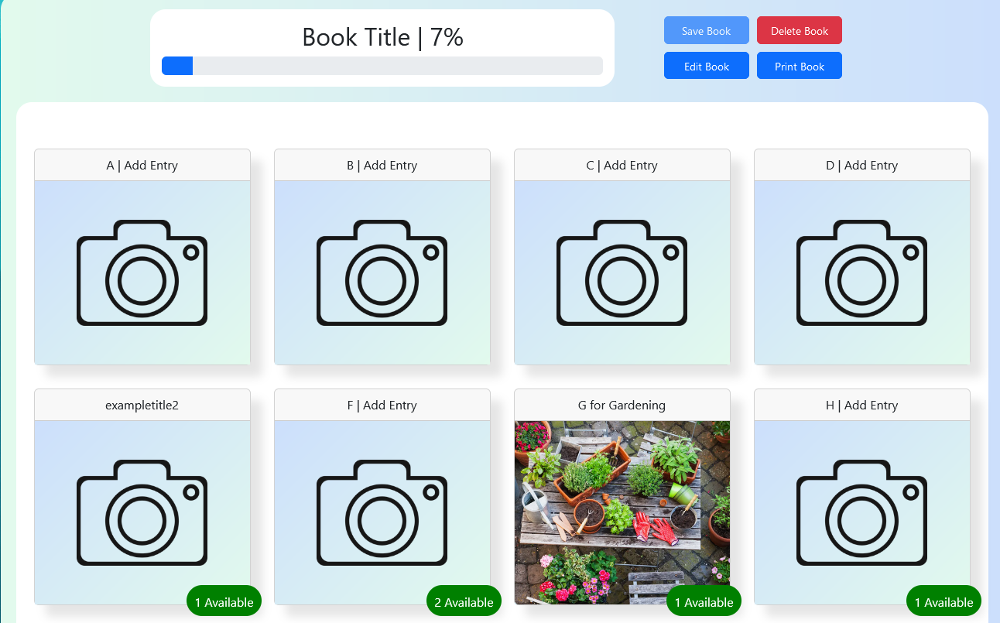 Book Title | 7%
Save Book
Delete Book
Edit Book
Print Book
A | Add Entry
B | Add Entry
C | Add Entry
D | Add Entry
exampletitle2
F | Add Entry
G for Gardening
H | Add Entry
1 Available
2 Available
1 Available
1 Available